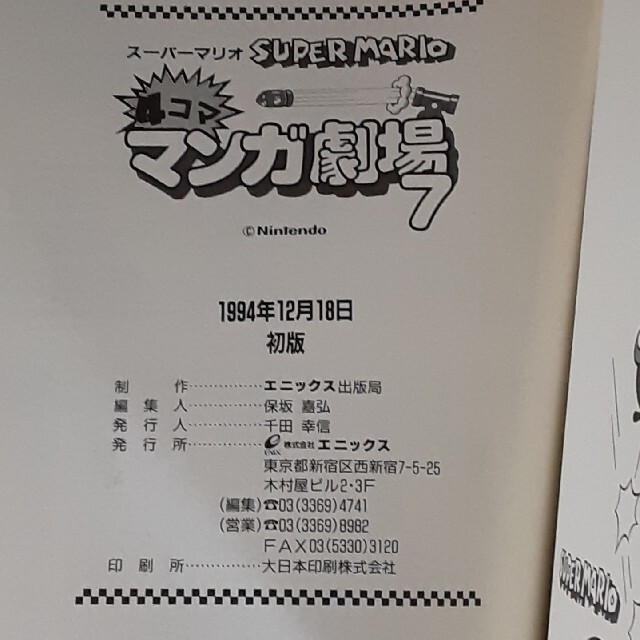 スーパーマリオ SUPER MARIO
4コマ
マンガ劇場
7
©Nintendo
1994年12月18日
初版
制作……………エニックス出版局
編集人……………保坂 嘉弘
発行人……………千田 幸信
発行所……………ENIX 株式会社エニックス
東京都新宿区西新宿7-5-25
木村屋ビル2・3F
(編集)☎03(3369)4741
(営業)☎03(3369)8982
FAX03(5330)3120
印刷所……………大日本印刷株式会社
SUPER MARIO